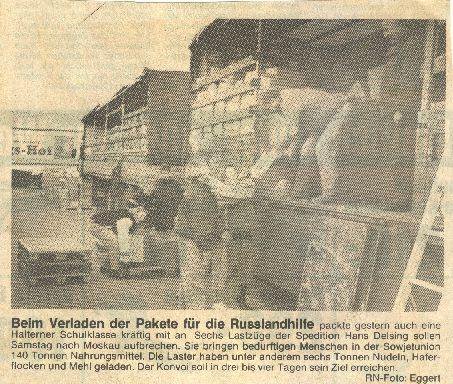 s-Hof
Beim Verladen der Pakete für die Russlandhilfe packte gestern auch eine
Halterner Schulklasse kräftig mit an. Sechs Lastzüge der Spedition Hans Delsing sollen
Samstag nach Moskau aufbrechen. Sie bringen bedürftigen Menschen in der Sowjetunion
140 Tonnen Nahrungsmittel. Die Laster haben unter anderem sechs Tonnen Nudeln, Hafer-
flocken und Mehl geladen. Der Konvoi soll in drei bis vier Tagen sein Ziel erreichen.
RN-Foto: Eggert